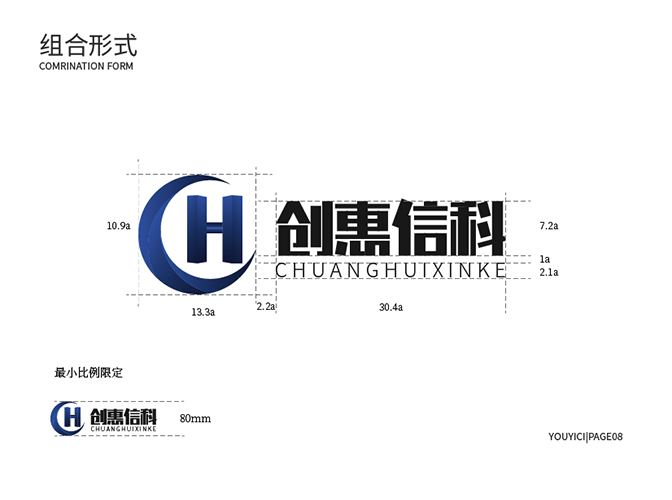 组合形式
COMRINATION FORM
H
创惠信科
CHUANGHUIXINKE
10.9a
7.2a
1a
2.1a
13.3a
2.2a
30.4a
最小比例限定
H
创惠信科
CHUANGHUIXINKE
80mm
YOUYICI|PAGE08